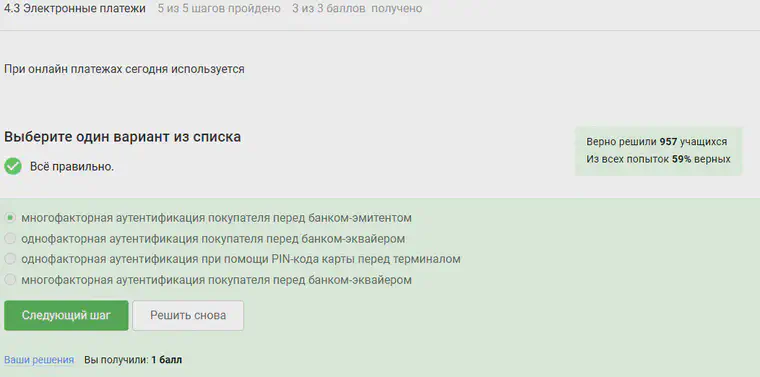 4.3 Электронные платежи 5 из 5 шагов пройдено 3 из 3 баллов получено
При онлайн платежах сегодня используется
Выберите один вариант из списка
Всё правильно.
Верно решили 957 учащихся
Из всех попыток 59% верных
многофакторная аутентификация покупателя перед банком-эмитентом
однофакторная аутентификация покупателя перед банком-эквайером
однофакторная аутентификация при помощи PIN-кода карты перед терминалом
многофакторная аутентификация покупателя перед банком-эквайером
Следующий шаг Решить снова
Ваши решения Вы получили: 1 балл